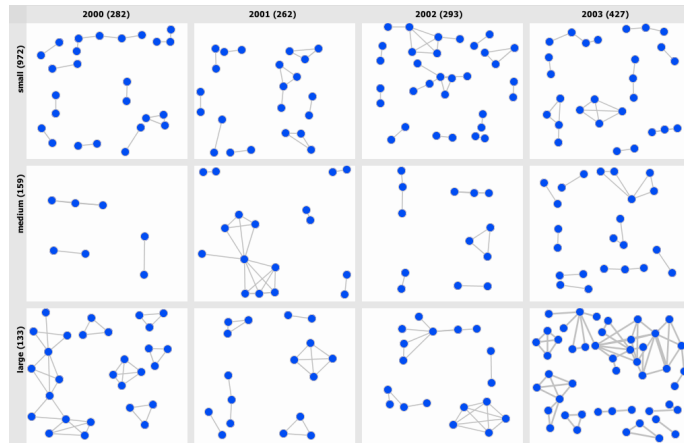 2000 (282) 2001 (262) 2002 (293) 2003 (427)
small (972)
medium (159)
large (133)